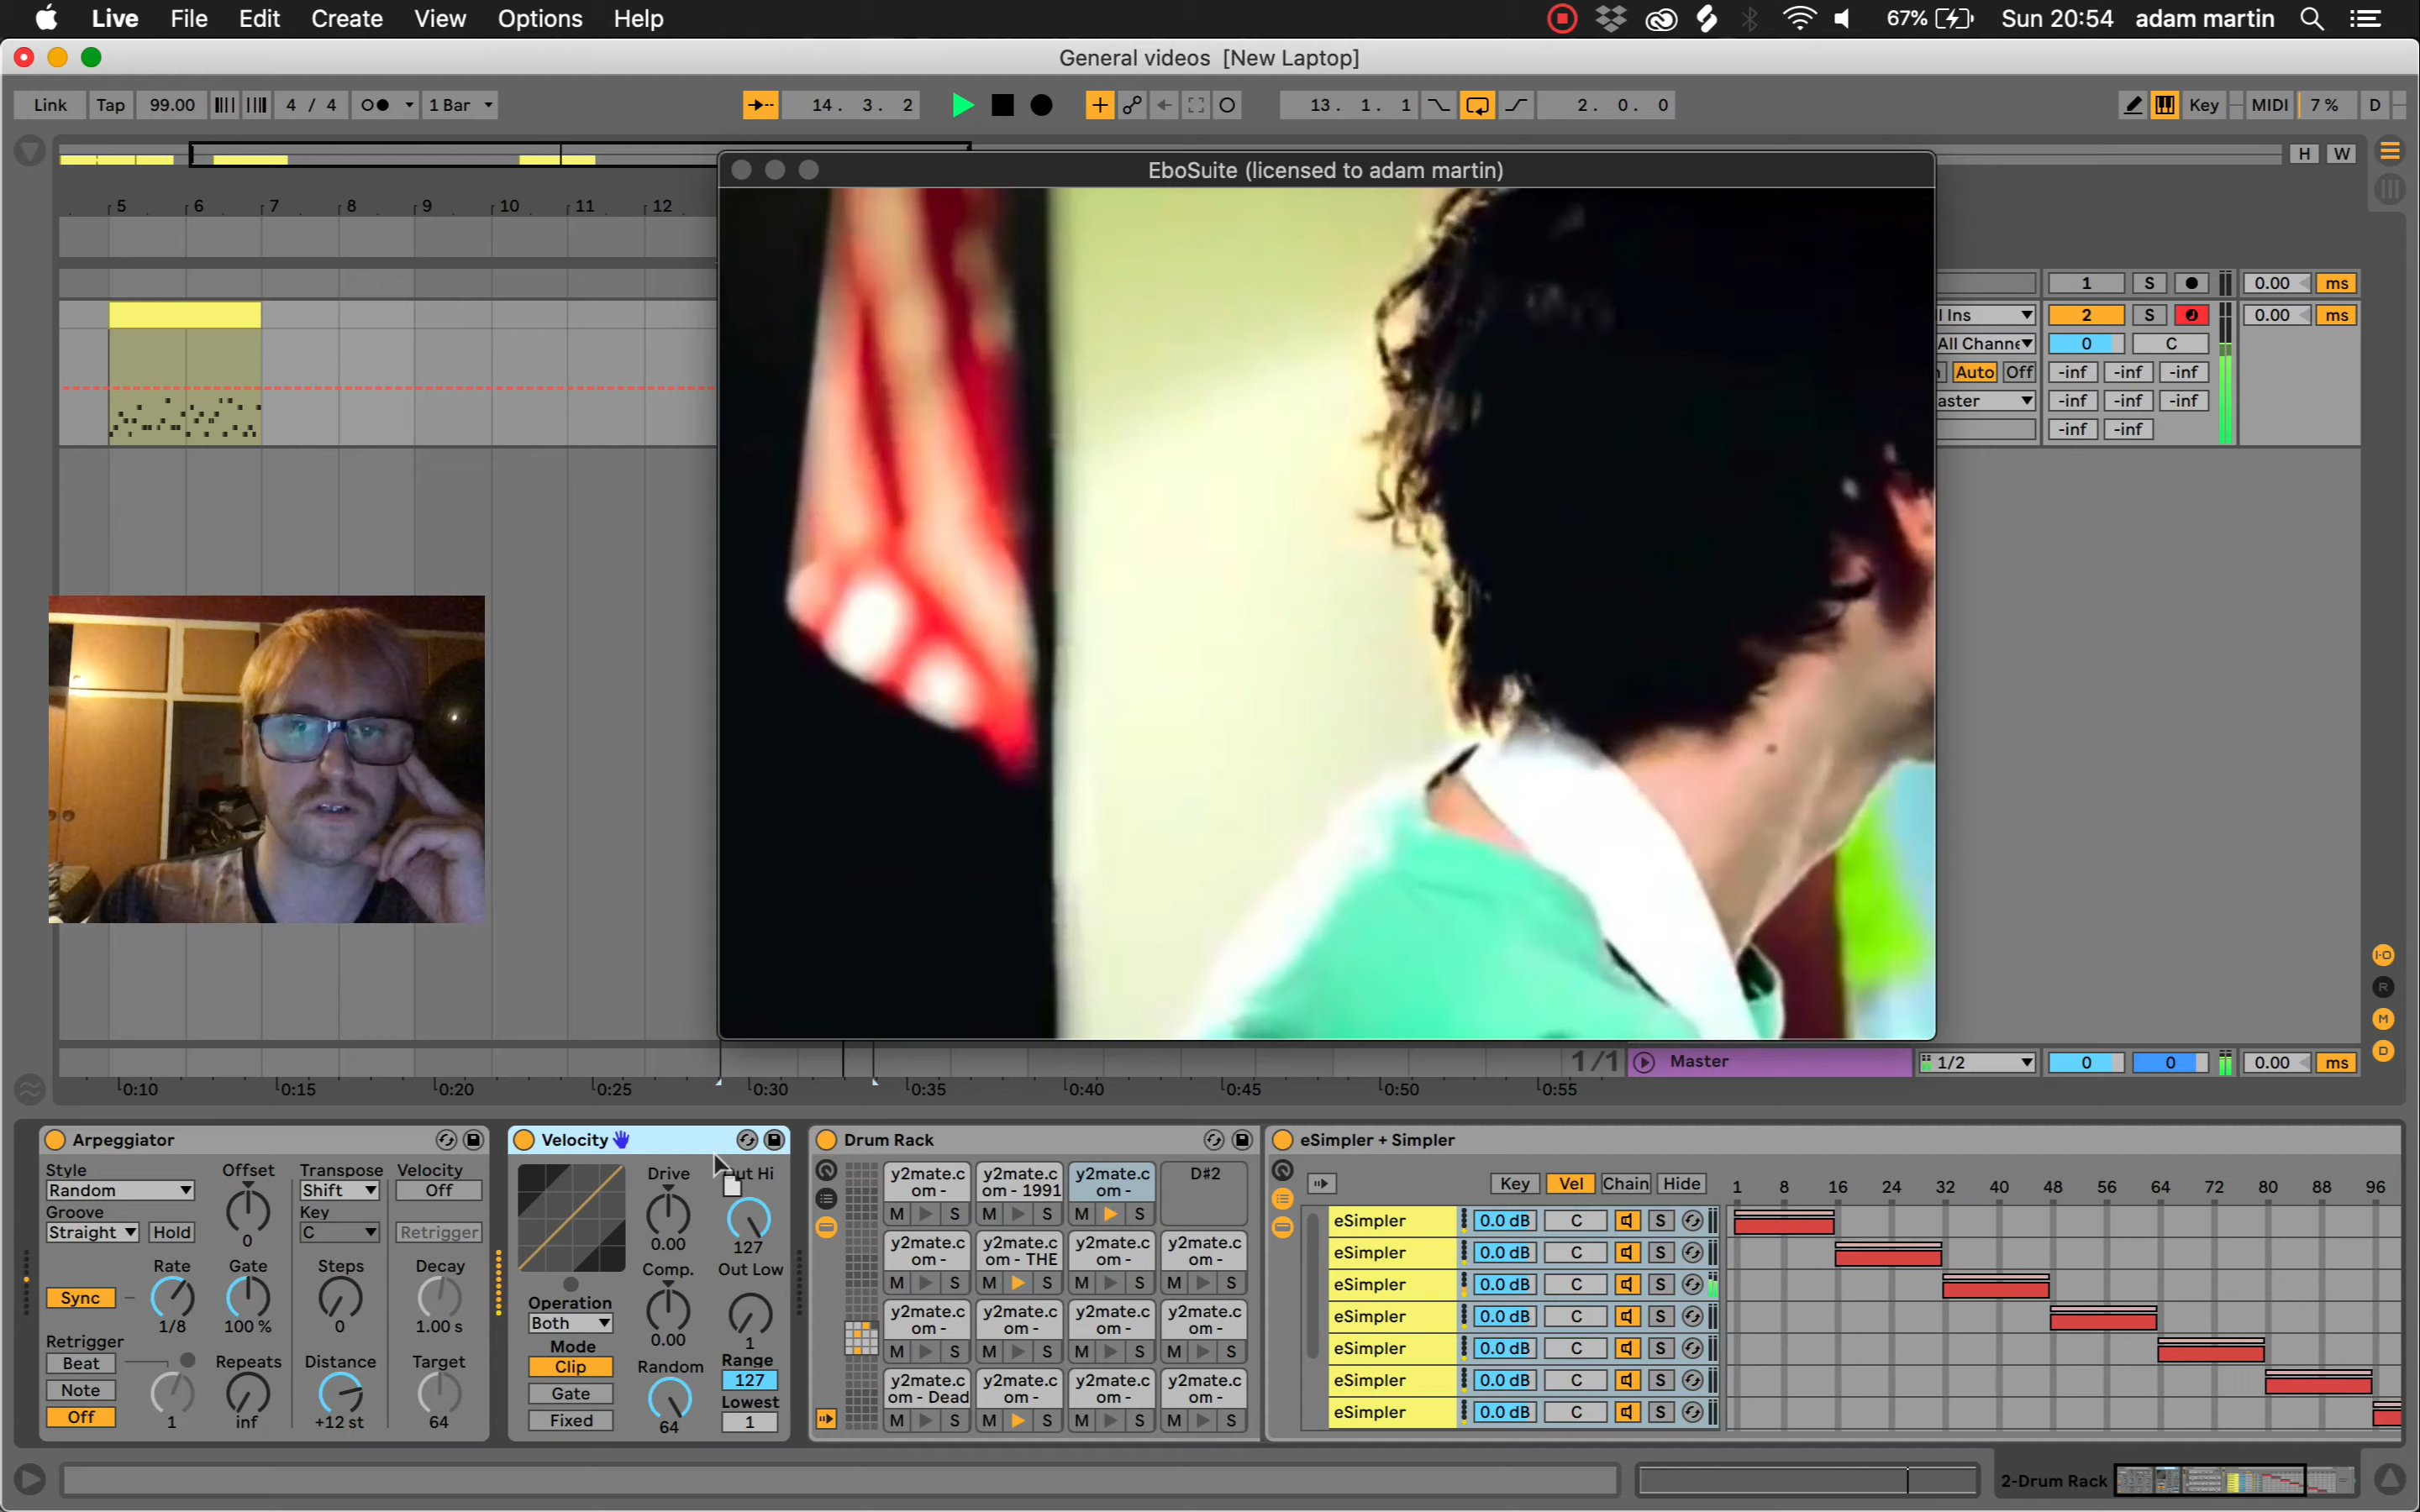 Live File Edit Create View Options Help 67% Sun 20:54 adam martin
General videos [New Laptop]
Link Tap 99.00 4 / 4 1 Bar 14. 3. 2 13. 1. 1 2. 0. 0 Key MIDI 7 % D
H W
EboSuite (licensed to adam martin)
5 6 7 8 9 10 11 12
1 S 0.00 ms
l Ins 2 S 0.00 ms
All Channe 0 C
Auto Off -inf -inf -inf
aster -inf -inf -inf
-inf -inf
I-O
R
M
D
1/1 Master 1/2 0 0 0.00 ms
0:10 0:15 0:20 0:25 0:30 0:35 0:40 0:45 0:50 0:55
Arpeggiator
Style Offset Transpose Velocity
Random Shift Off
Groove Key
Straight Hold 0 C Retrigger
Rate Gate Steps Decay
Sync
1/8 100 % 0 1.00 s
Retrigger
Beat Repeats Distance Target
Note
Off 1 inf +12 st 64
Velocity
Drive ut Hi
0.00 127
Comp. Out Low
Operation
Both 0.00 1
Mode Random Range
Clip 127
Gate Lowest
Fixed 64 1
Drum Rack
y2mate.c om - y2mate.c om - 1991 y2mate.c om - D#2
M S M S M S
y2mate.c om - y2mate.c om - THE y2mate.c om - y2mate.c om -
M S M S M S M S
y2mate.c om - y2mate.c om - y2mate.c om - y2mate.c om -
M S M S M S M S
y2mate.c om - Dead y2mate.c om - y2mate.c om - y2mate.c om -
M S M S M S M S
eSimpler + Simpler
Key Vel Chain Hide 1 8 16 24 32 40 48 56 64 72 80 88 96
eSimpler 0.0 dB C S
eSimpler 0.0 dB C S
eSimpler 0.0 dB C S
eSimpler 0.0 dB C S
eSimpler 0.0 dB C S
eSimpler 0.0 dB C S
eSimpler 0.0 dB C S
2-Drum Rack